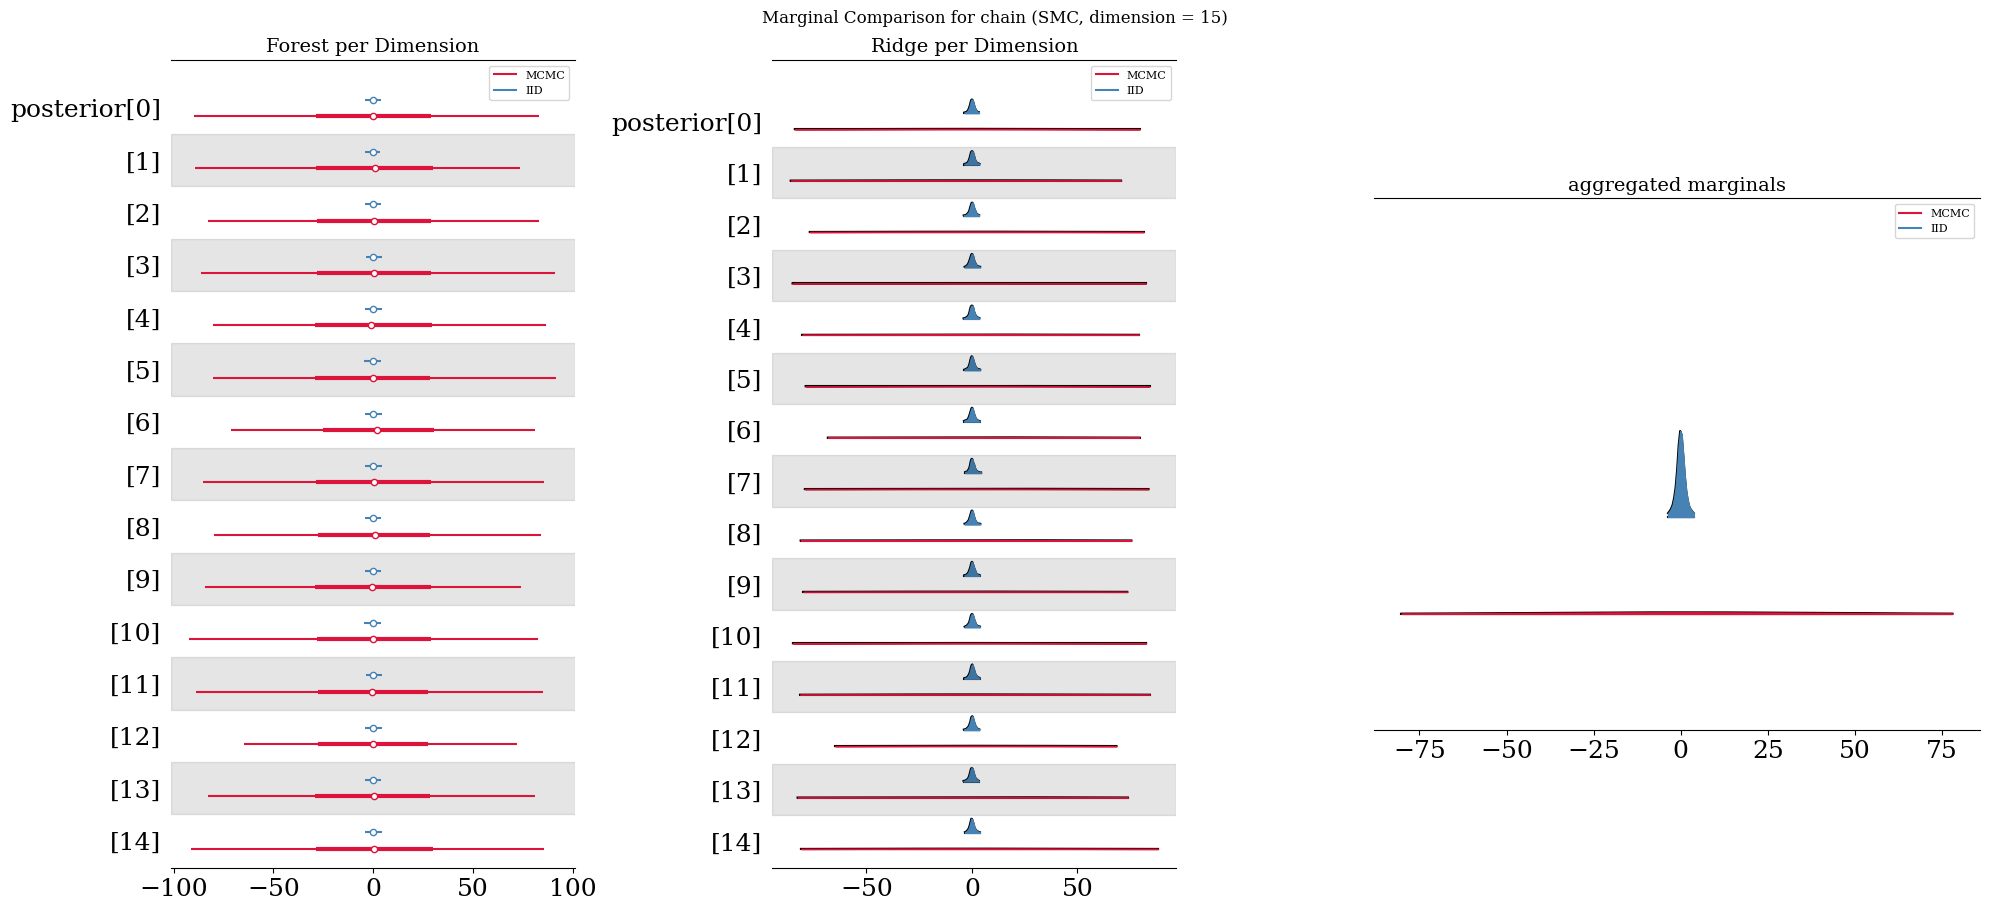 Marginal Comparison for chain (SMC, dimension = 15)
Forest per Dimension
MCMC
IID
posterior[0]
[1]
[2]
[3]
[4]
[5]
[6]
[7]
[8]
[9]
[10]
[11]
[12]
[13]
[14]
−100 −50 0 50 100
Ridge per Dimension
MCMC
IID
posterior[0]
[1]
[2]
[3]
[4]
[5]
[6]
[7]
[8]
[9]
[10]
[11]
[12]
[13]
[14]
−50 0 50
aggregated marginals
MCMC
IID
−75 −50 −25 0 25 50 75